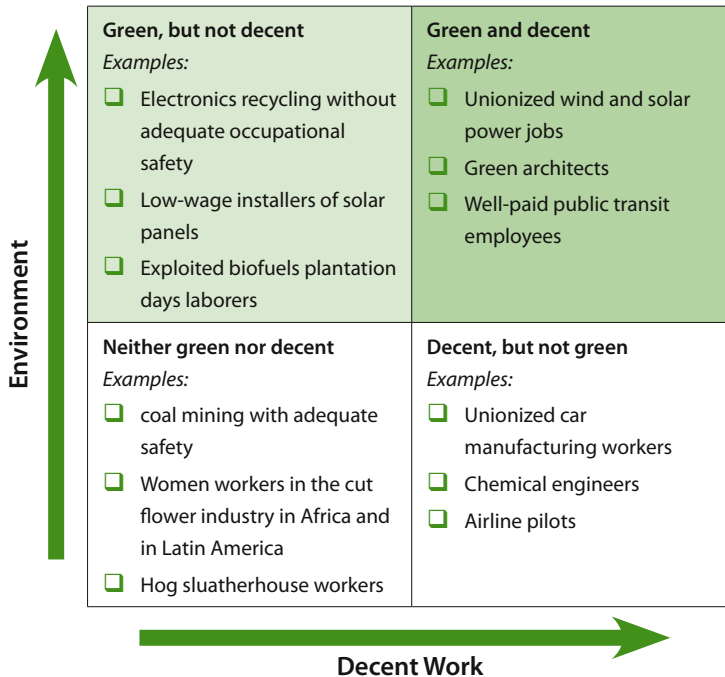 Environment
Green, but not decent
Examples:
Electronics recycling without
adequate occupational
safety
Low-wage installers of solar
panels
Exploited biofuels plantation
days laborers
Green and decent
Examples:
Unionized wind and solar
power jobs
Green architects
Well-paid public transit
employees
Neither green nor decent
Examples:
coal mining with adequate
safety
Women workers in the cut
flower industry in Africa and
in Latin America
Hog sluatherhouse workers
Decent, but not green
Examples:
Unionized car
manufacturing workers
Chemical engineers
Airline pilots
Decent Work